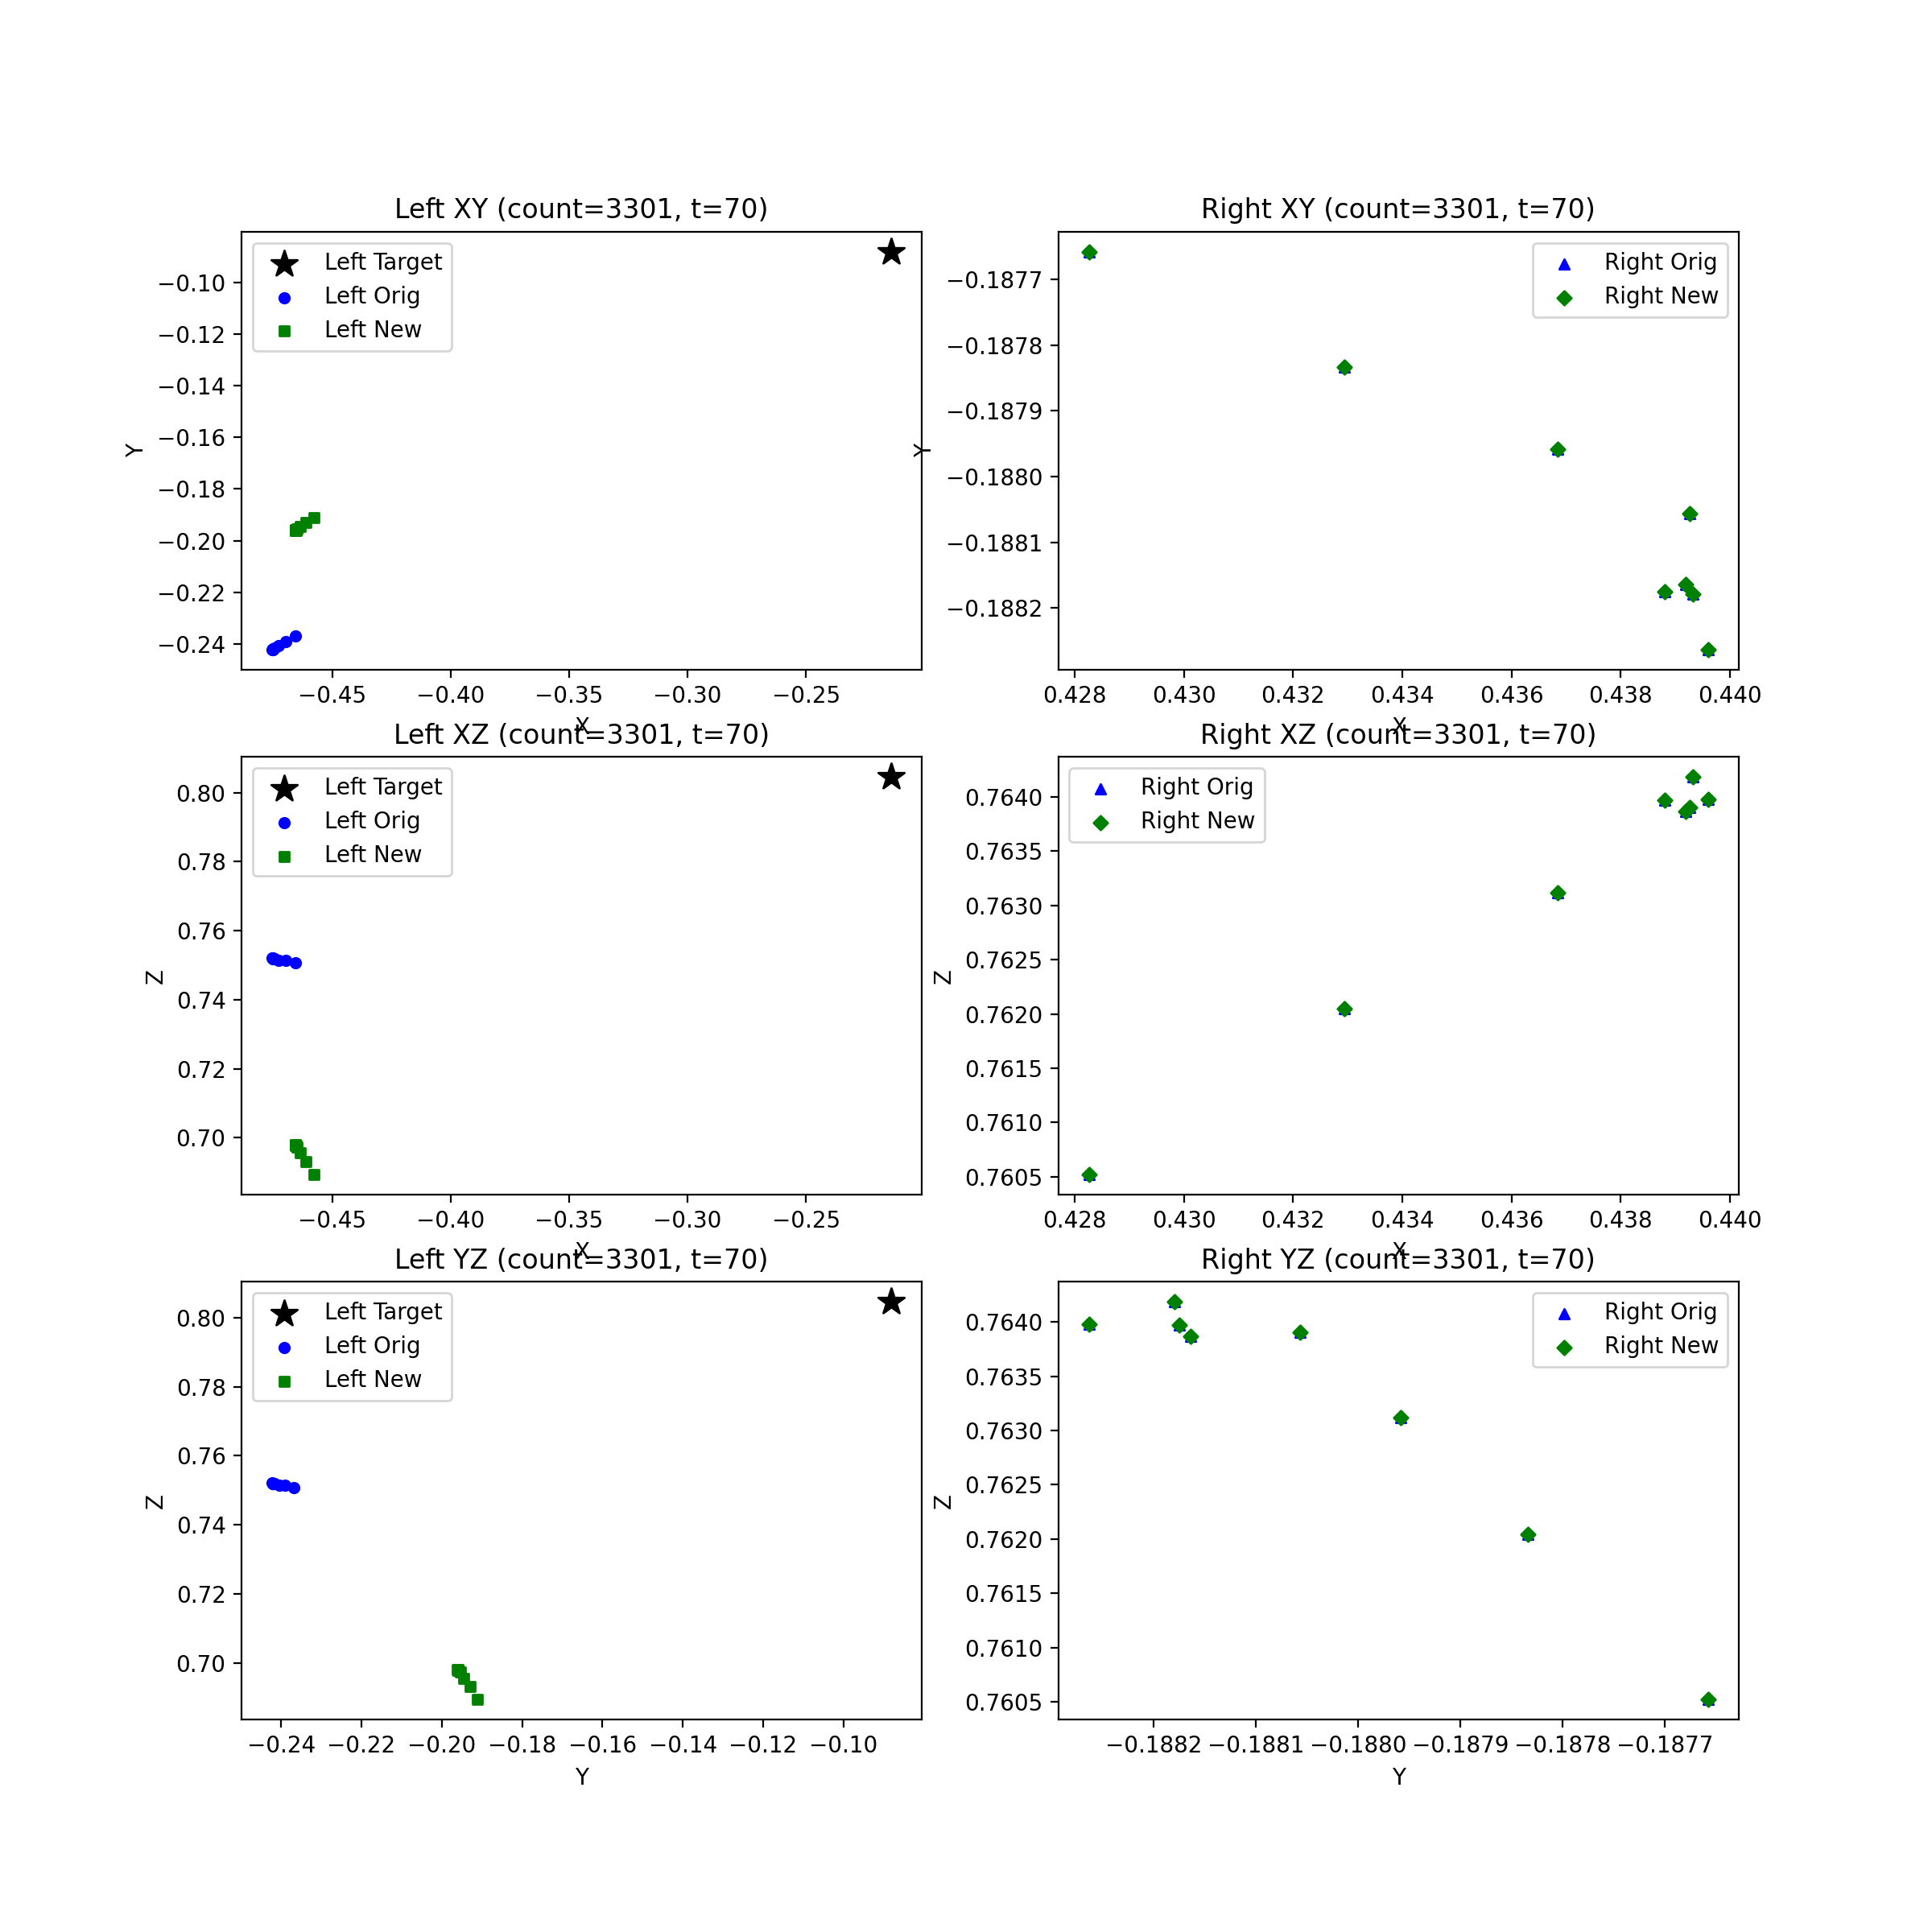 Left XY (count=3301, t=70)
Left Target
Left Orig
Left New
−0.10
−0.12
−0.14
−0.16
−0.18
−0.20
−0.22
−0.24
Y
−0.45 −0.40 −0.35 −0.30 −0.25
X
Right XY (count=3301, t=70)
Right Orig
Right New
−0.1877
−0.1878
−0.1879
−0.1880
−0.1881
−0.1882
Y
0.428 0.430 0.432 0.434 0.436 0.438 0.440
X
Left XZ (count=3301, t=70)
Left Target
Left Orig
Left New
0.80
0.78
0.76
0.74
0.72
0.70
Z
−0.45 −0.40 −0.35 −0.30 −0.25
X
Right XZ (count=3301, t=70)
Right Orig
Right New
0.7640
0.7635
0.7630
0.7625
0.7620
0.7615
0.7610
0.7605
Z
0.428 0.430 0.432 0.434 0.436 0.438 0.440
X
Left YZ (count=3301, t=70)
Left Target
Left Orig
Left New
0.80
0.78
0.76
0.74
0.72
0.70
Z
−0.24 −0.22 −0.20 −0.18 −0.16 −0.14 −0.12 −0.10
Y
Right YZ (count=3301, t=70)
Right Orig
Right New
0.7640
0.7635
0.7630
0.7625
0.7620
0.7615
0.7610
0.7605
Z
−0.1882 −0.1881 −0.1880 −0.1879 −0.1878 −0.1877
Y